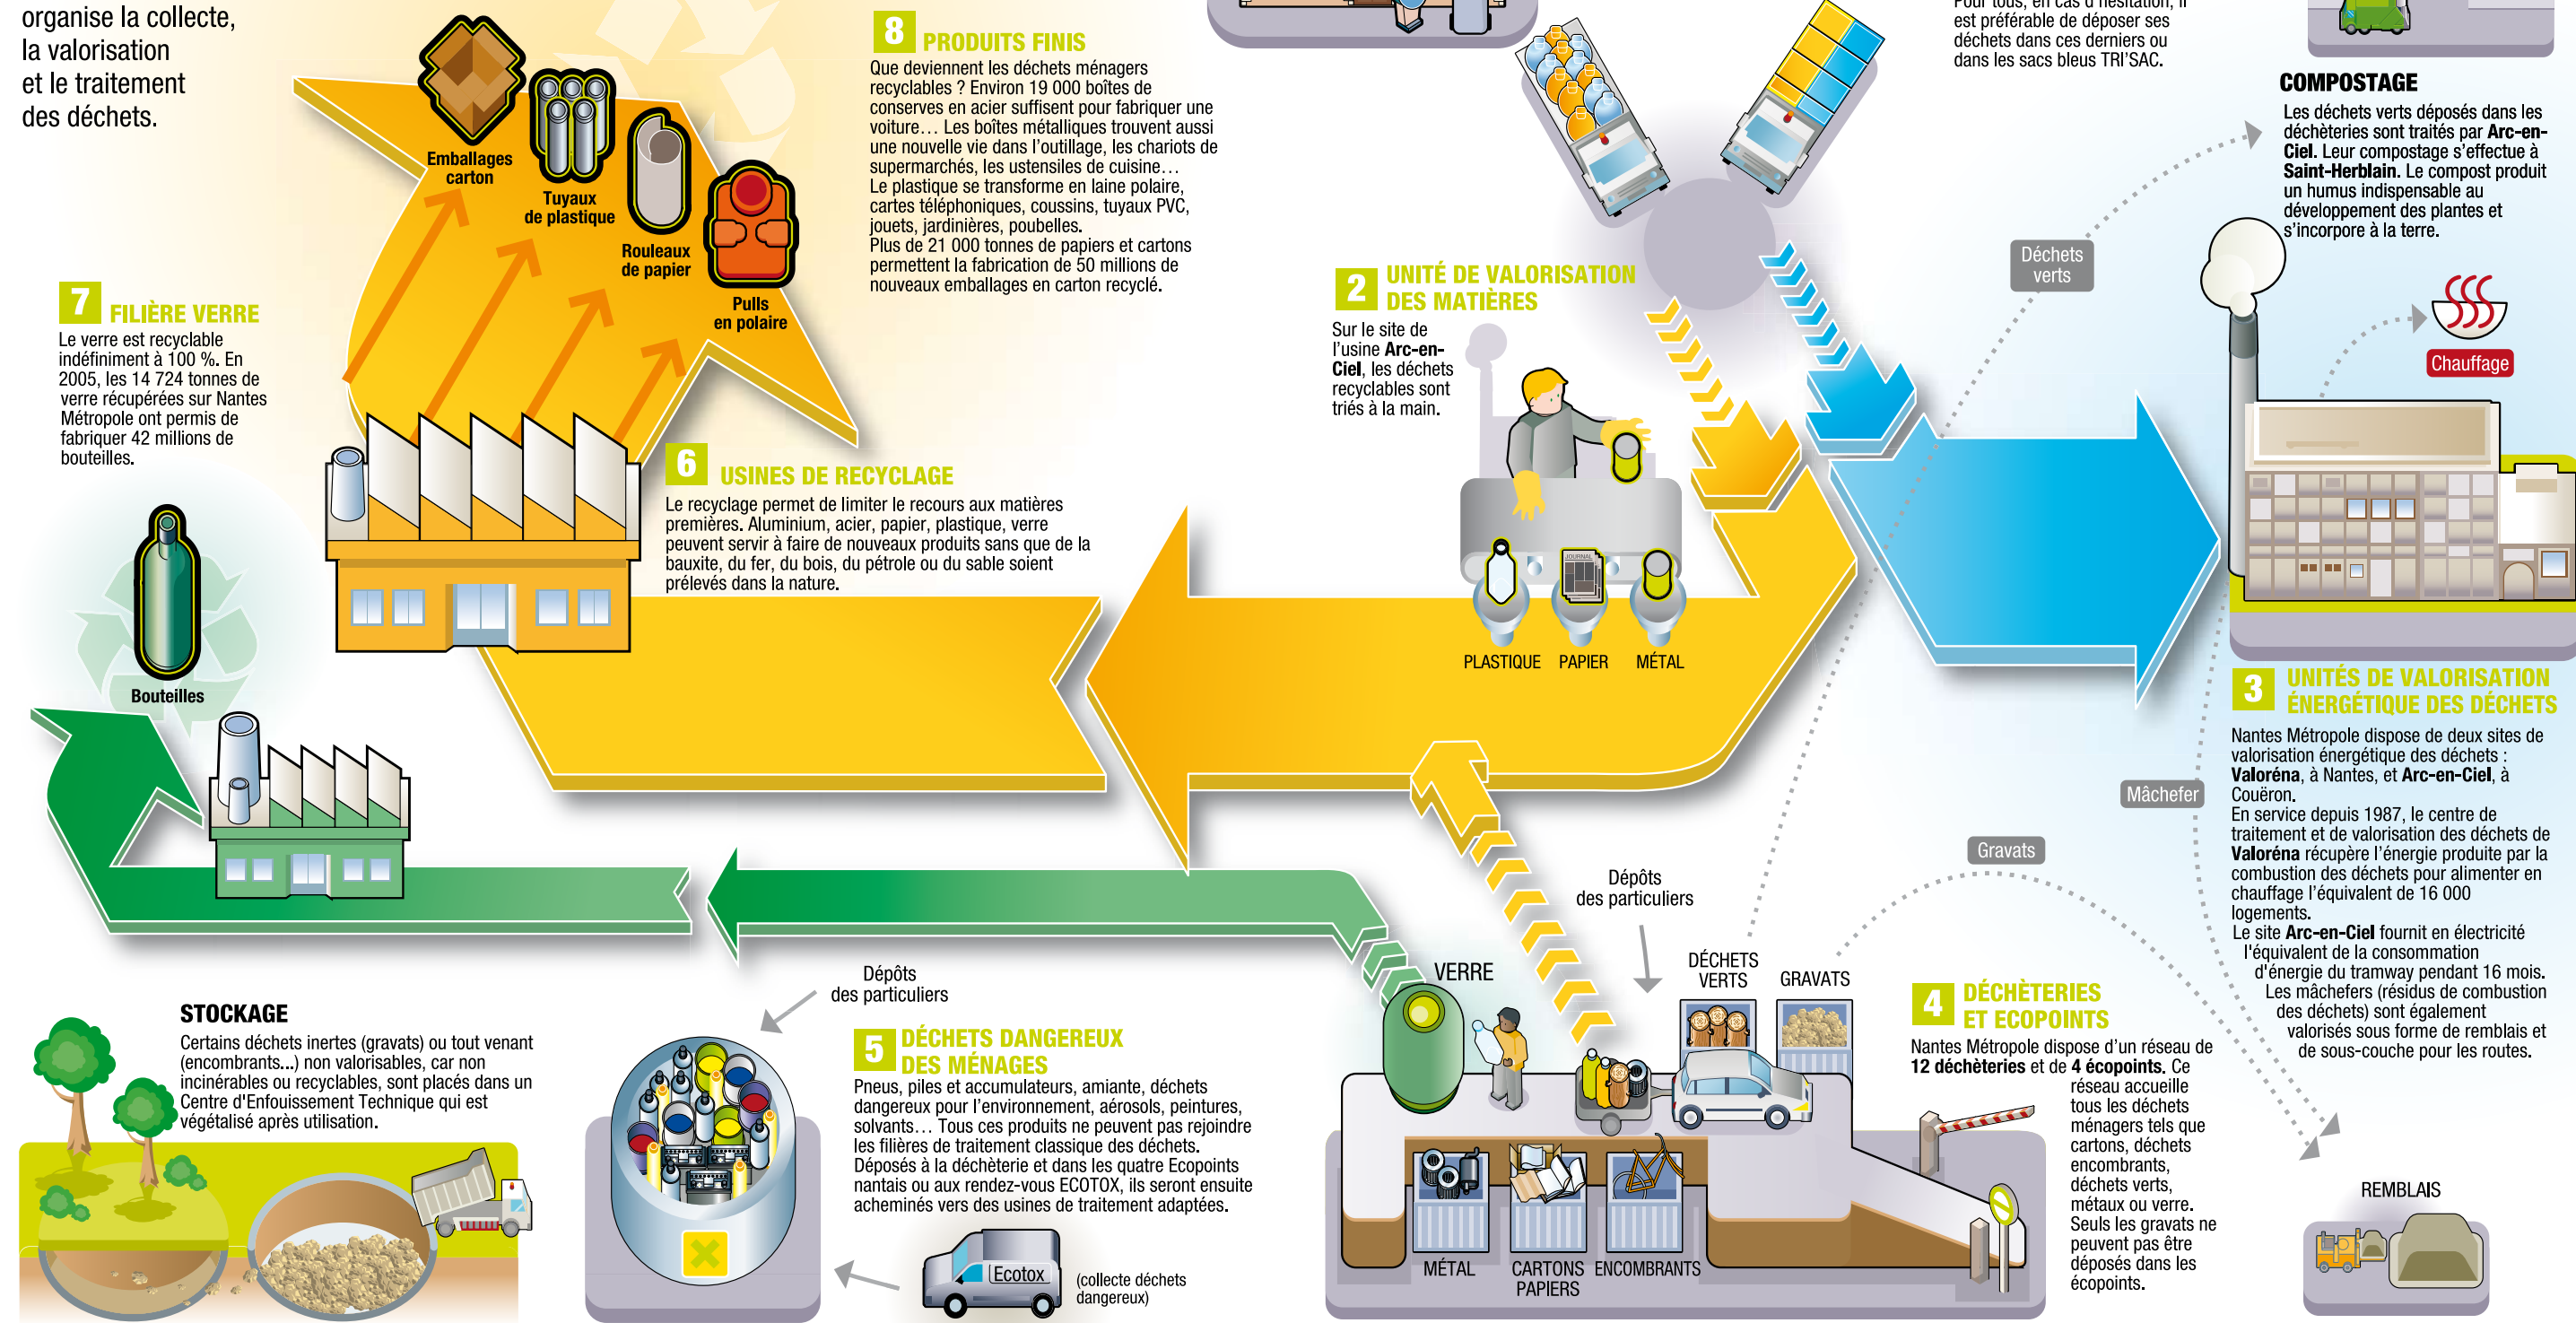 organise la collecte,
la valorisation
et le traitement
des déchets.
8 PRODUITS FINIS
Que deviennent les déchets ménagers
recyclables ? Environ 19 000 boîtes de
conserves en acier suffisent pour fabriquer une
voiture… Les boîtes métalliques trouvent aussi
une nouvelle vie dans l’outillage, les chariots de
supermarchés, les ustensiles de cuisine…
Le plastique se transforme en laine polaire,
cartes téléphoniques, coussins, tuyaux PVC,
jouets, jardinières, poubelles.
Plus de 21 000 tonnes de papiers et cartons
permettent la fabrication de 50 millions de
nouveaux emballages en carton recyclé.
Pour tous, en cas d’hésitation, il
est préférable de déposer ses
déchets dans ces derniers ou
dans les sacs bleus TRI’SAC.
COMPOSTAGE
Les déchets verts déposés dans les
déchèteries sont traités par Arc-en-
Ciel. Leur compostage s’effectue à
Saint-Herblain. Le compost produit
un humus indispensable au
développement des plantes et
s’incorpore à la terre.
Emballages
carton
Tuyaux
de plastique
Rouleaux
de papier
Pulls
en polaire
7 FILIÈRE VERRE
Le verre est recyclable
indéfiniment à 100 %. En
2005, les 14 724 tonnes de
verre récupérées sur Nantes
Métropole ont permis de
fabriquer 42 millions de
bouteilles.
Bouteilles
2 UNITÉ DE VALORISATION
DES MATIÈRES
Sur le site de
l’usine Arc-en-
Ciel, les déchets
recyclables sont
triés à la main.
JOURNAL
PLASTIQUE
PAPIER
MÉTAL
Déchets
verts
Chauffage
6 USINES DE RECYCLAGE
Le recyclage permet de limiter le recours aux matières
premières. Aluminium, acier, papier, plastique, verre
peuvent servir à faire de nouveaux produits sans que de la
bauxite, du fer, du bois, du pétrole ou du sable soient
prélevés dans la nature.
3 UNITÉS DE VALORISATION
ÉNERGÉTIQUE DES DÉCHETS
Nantes Métropole dispose de deux sites de
valorisation énergétique des déchets :
Valoréna, à Nantes, et Arc-en-Ciel, à
Couëron.
En service depuis 1987, le centre de
traitement et de valorisation des déchets de
Valoréna récupère l’énergie produite par la
combustion des déchets pour alimenter en
chauffage l’équivalent de 16 000
logements.
Le site Arc-en-Ciel fournit en électricité
l'équivalent de la consommation
d'énergie du tramway pendant 16 mois.
Les mâchefers (résidus de combustion
des déchets) sont également
valorisés sous forme de remblais et
de sous-couche pour les routes.
Mâchefer
Gravats
STOCKAGE
Certains déchets inertes (gravats) ou tout venant
(encombrants...) non valorisables, car non
incinérables ou recyclables, sont placés dans un
Centre d'Enfouissement Technique qui est
végétalisé après utilisation.
Dépôts
des particuliers
5 DÉCHETS DANGEREUX
DES MÉNAGES
Pneus, piles et accumulateurs, amiante, déchets
dangereux pour l’environnement, aérosols, peintures,
solvants… Tous ces produits ne peuvent pas rejoindre
les filières de traitement classique des déchets.
Déposés à la déchèterie et dans les quatre Ecopoints
nantais ou aux rendez-vous ECOTOX, ils seront ensuite
acheminés vers des usines de traitement adaptées.
Ecotox
(collecte déchets
dangereux)
VERRE
Dépôts
des particuliers
DÉCHETS
VERTS
GRAVATS
MÉTAL
CARTONS
PAPIERS
ENCOMBRANTS
4 DÉCHÈTERIES
ET ECOPOINTS
Nantes Métropole dispose d’un réseau de
12 déchèteries et de 4 écopoints. Ce
réseau accueille
tous les déchets
ménagers tels que
cartons, déchets
encombrants,
déchets verts,
métaux ou verre.
Seuls les gravats ne
peuvent pas être
déposés dans les
écopoints.
REMBLAIS